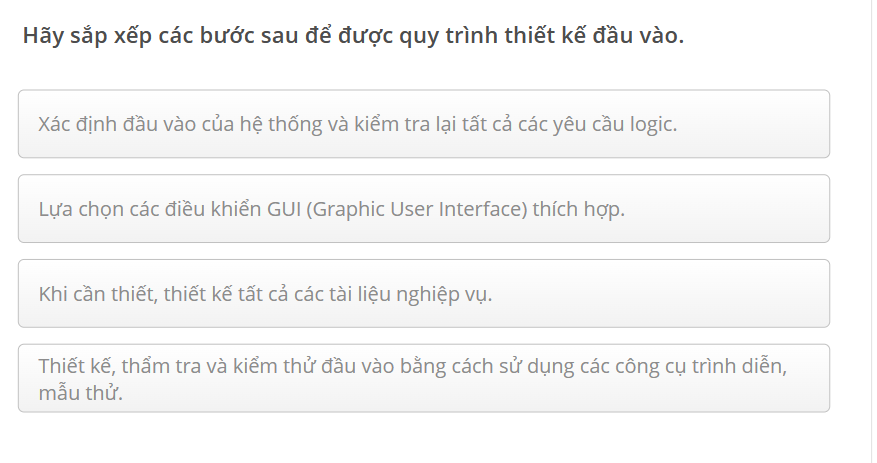 Hãy sắp xếp các bước sau để được quy trình thiết kế đầu vào.
Xác định đầu vào của hệ thống và kiểm tra lại tất cả các yêu cầu logic.
Lựa chọn các điều khiển GUI (Graphic User Interface) thích hợp.
Khi cần thiết, thiết kế tất cả các tài liệu nghiệp vụ.
Thiết kế, thẩm tra và kiểm thử đầu vào bằng cách sử dụng các công cụ trình diễn,
mẫu thử.